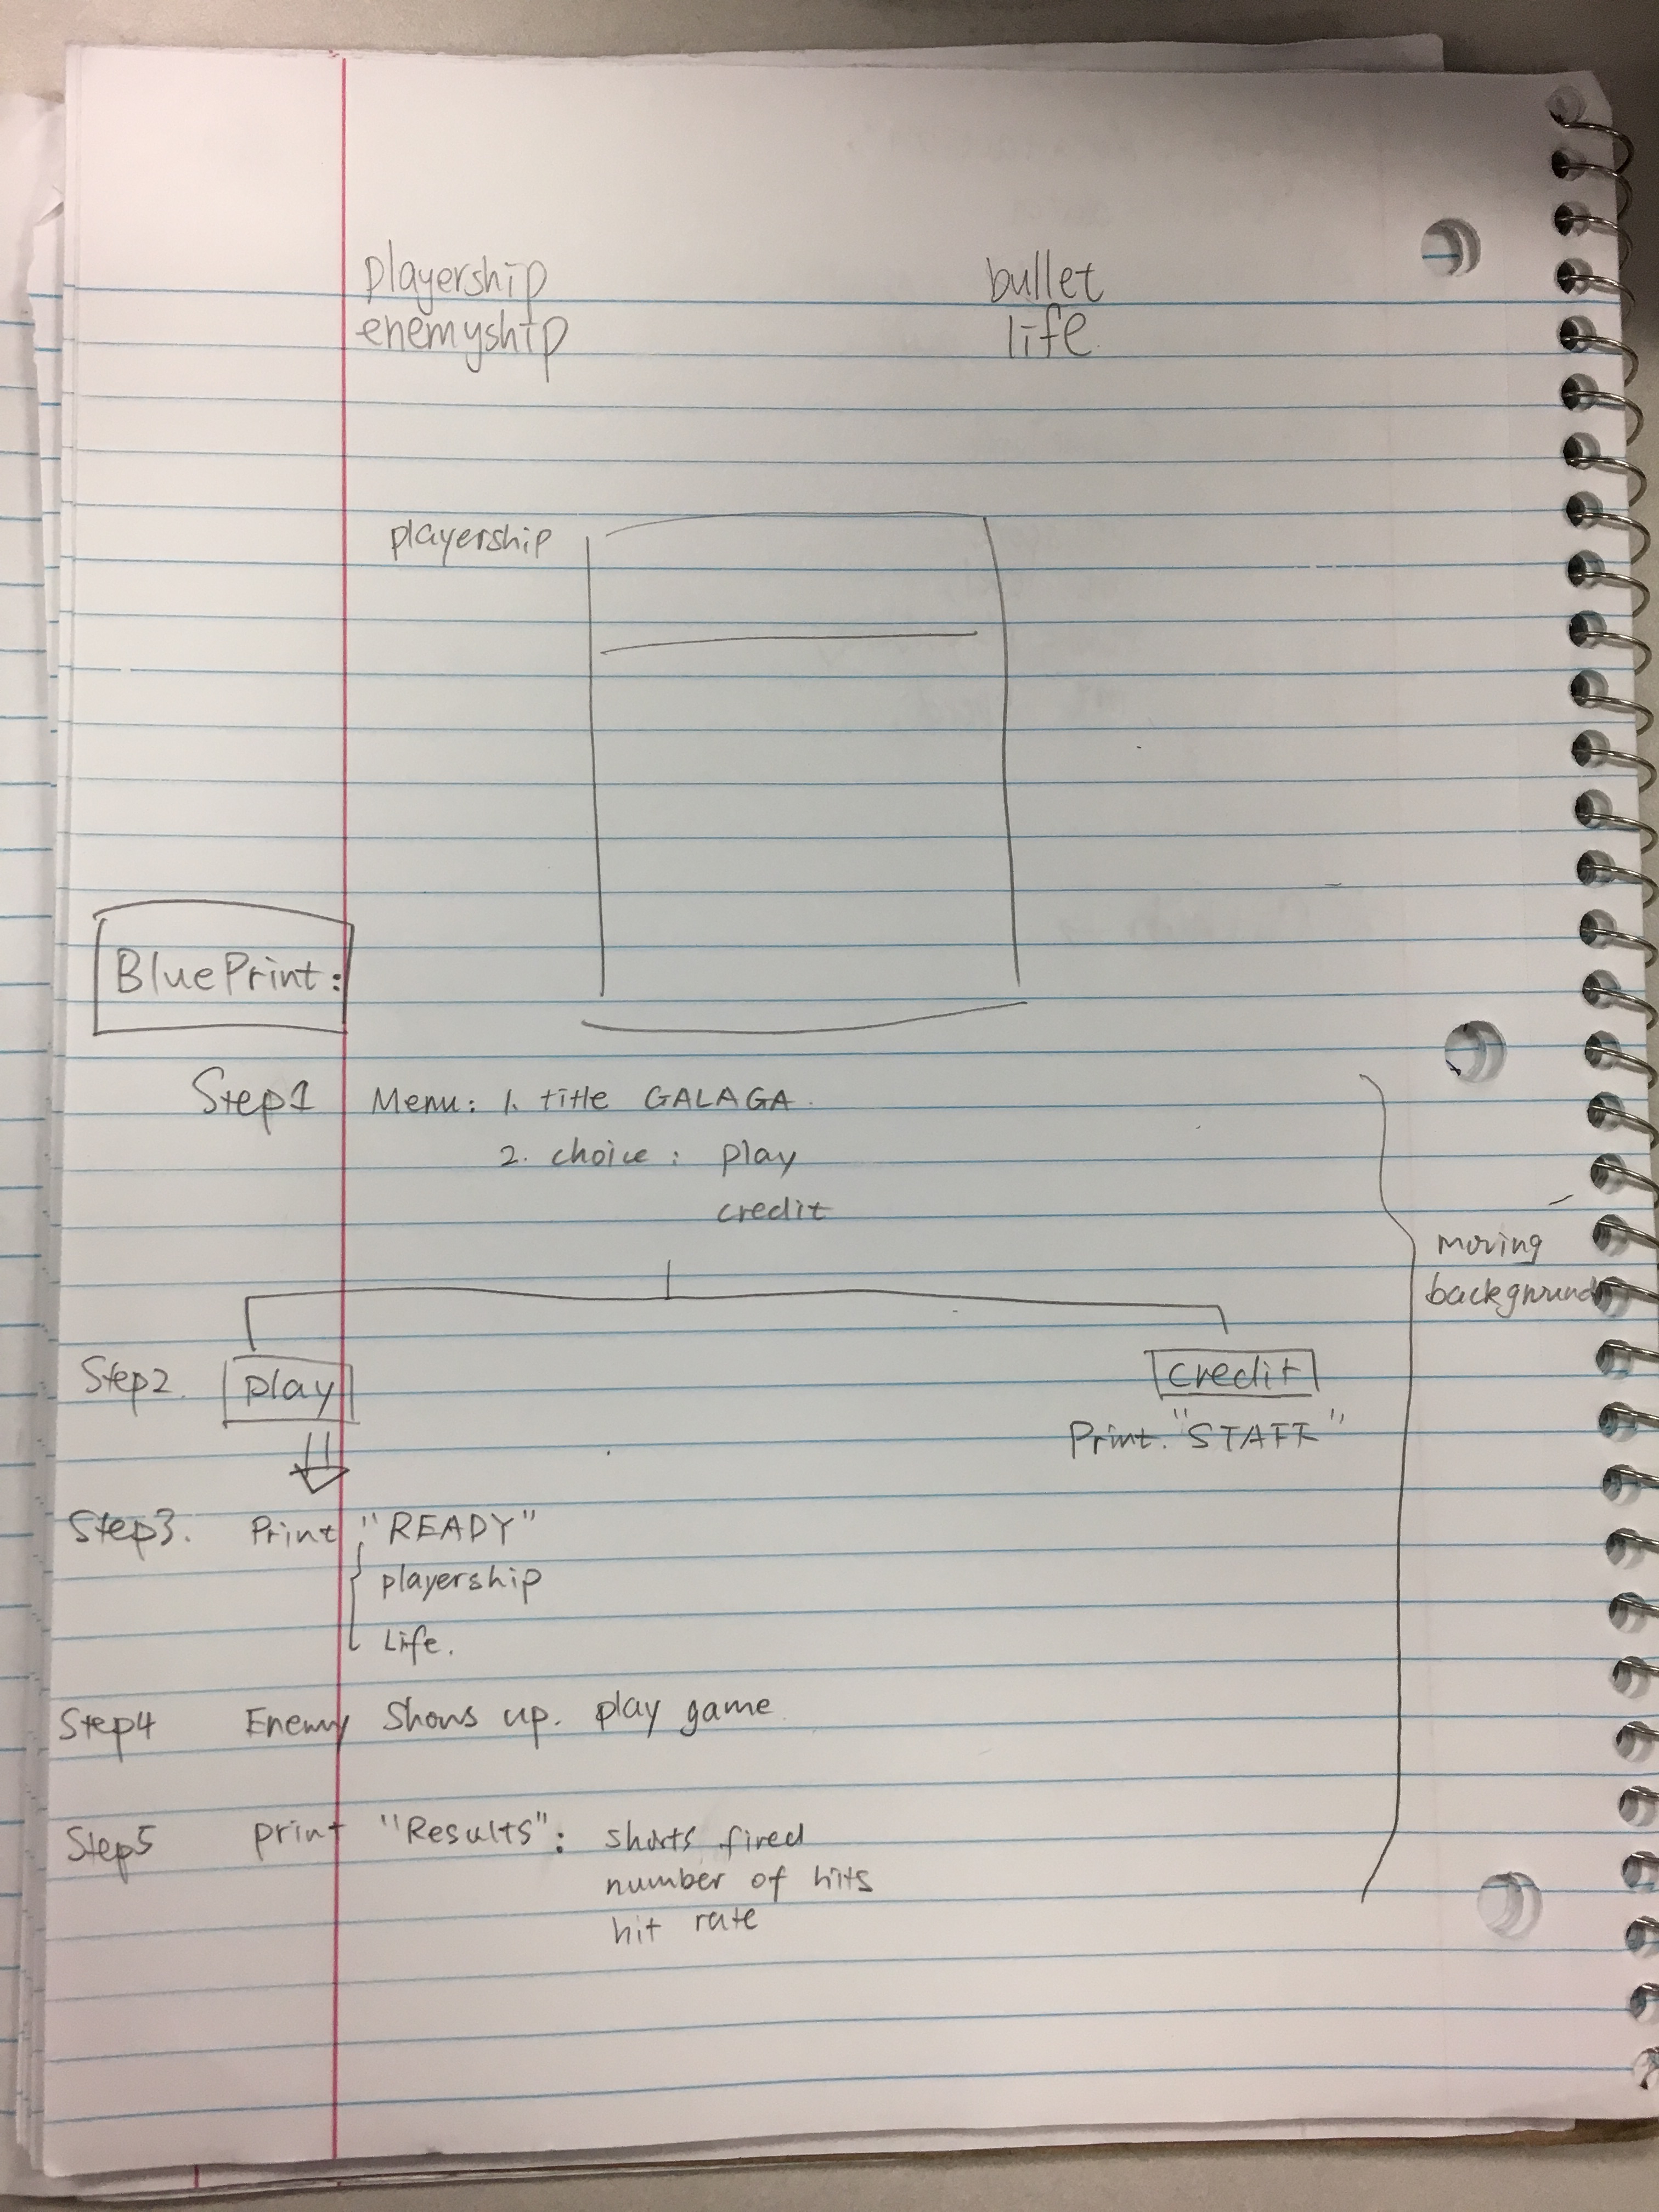 playership
enemyship
bullet
life.
playership
BluePrint:
Step1 Menu: 1. title GALAGA.
2. choice: play
credit
moving
background
Step2. play
credit
Print. "STAFF"
Step3. Print "READY"
playership
Life.
Step4 Enemy shows up. play game.
Step5 print "Results": shorts fired
number of hits
hit rate